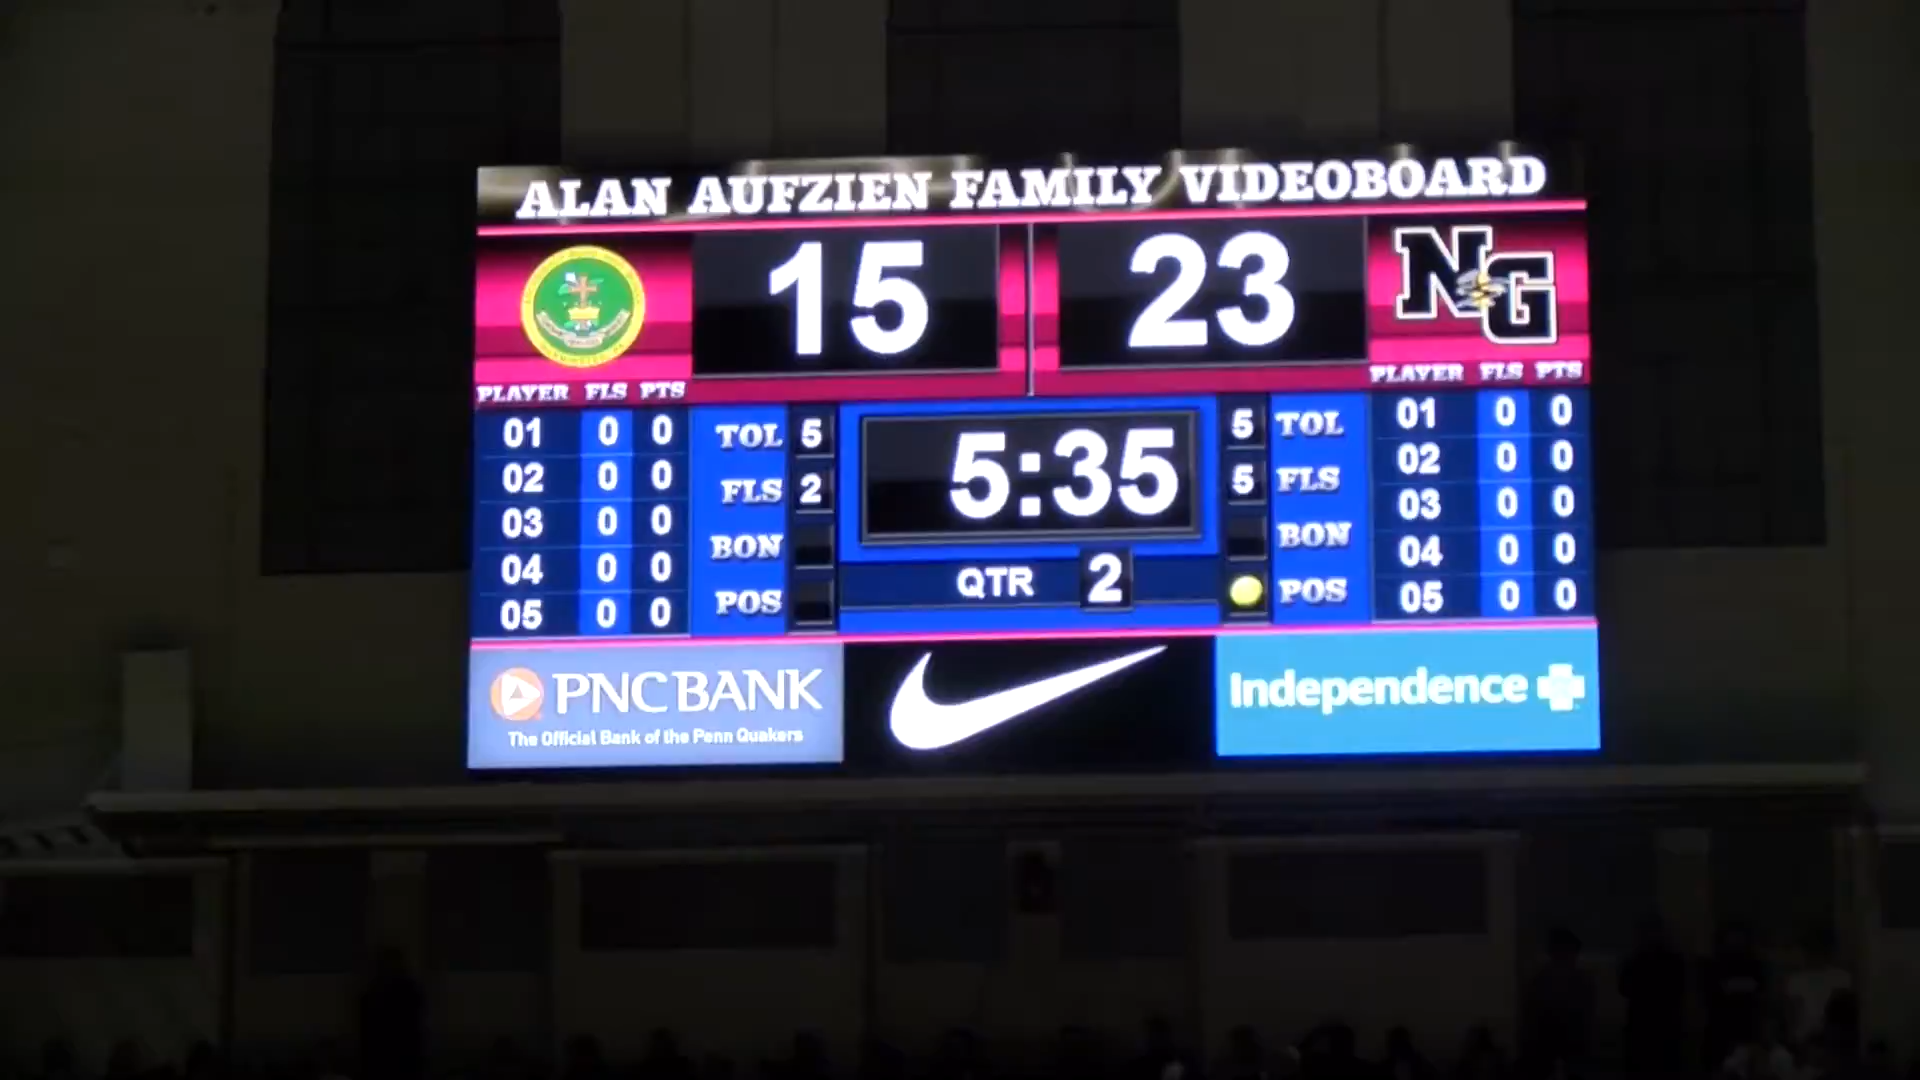 ALAN AUFZIEN FAMILY VIDEOBOARD
15 23 NG
PLAYER FLS PTS
PLAYER FLS PTS
01 0 0
02 0 0
03 0 0
04 0 0
05 0 0
TOL 5
FLS 2
BON
POS
5:35
QTR 2
5 TOL
5 FLS
BON
POS
01 0 0
02 0 0
03 0 0
04 0 0
05 0 0
PNC BANK
The Official Bank of the Penn Quakers
Independence